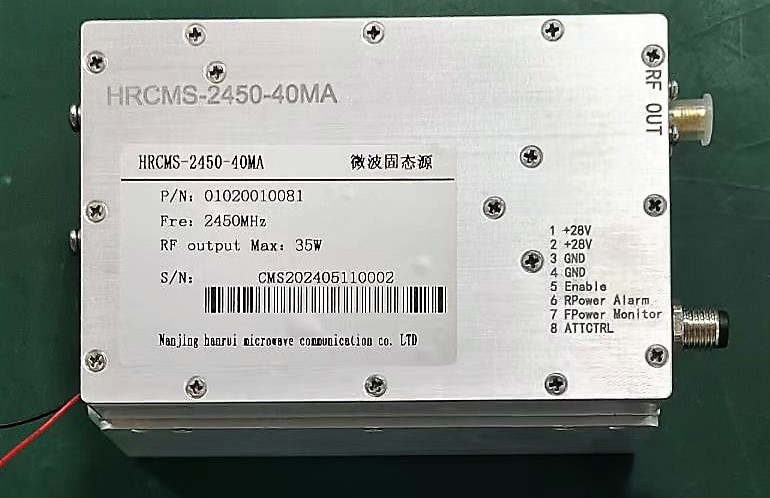 HRCMS-2450-40MA
RF OUT
HRCMS-2450-40MA 微波固态源
P/N: 01020010081
Fre: 2450MHz
RF output Max: 35W
S/N: CMS202405110002
Nanjing hanrui microwave communication co. LTD
1 +28V
2 +28V
3 GND
4 GND
5 Enable
6 RPower Alarm
7 FPower Monitor
8 ATTCTRL